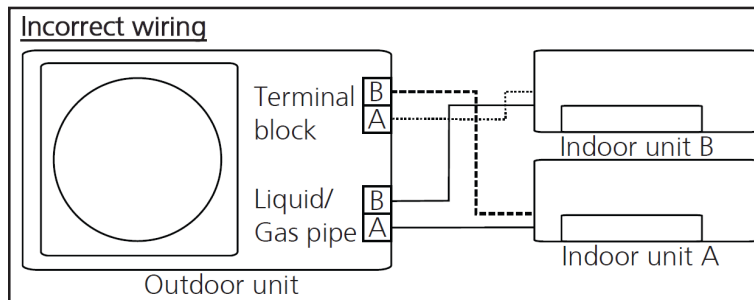 Incorrect wiring
Terminal
block
B
A
Liquid/
Gas pipe
B
A
Outdoor unit
Indoor unit B
Indoor unit A